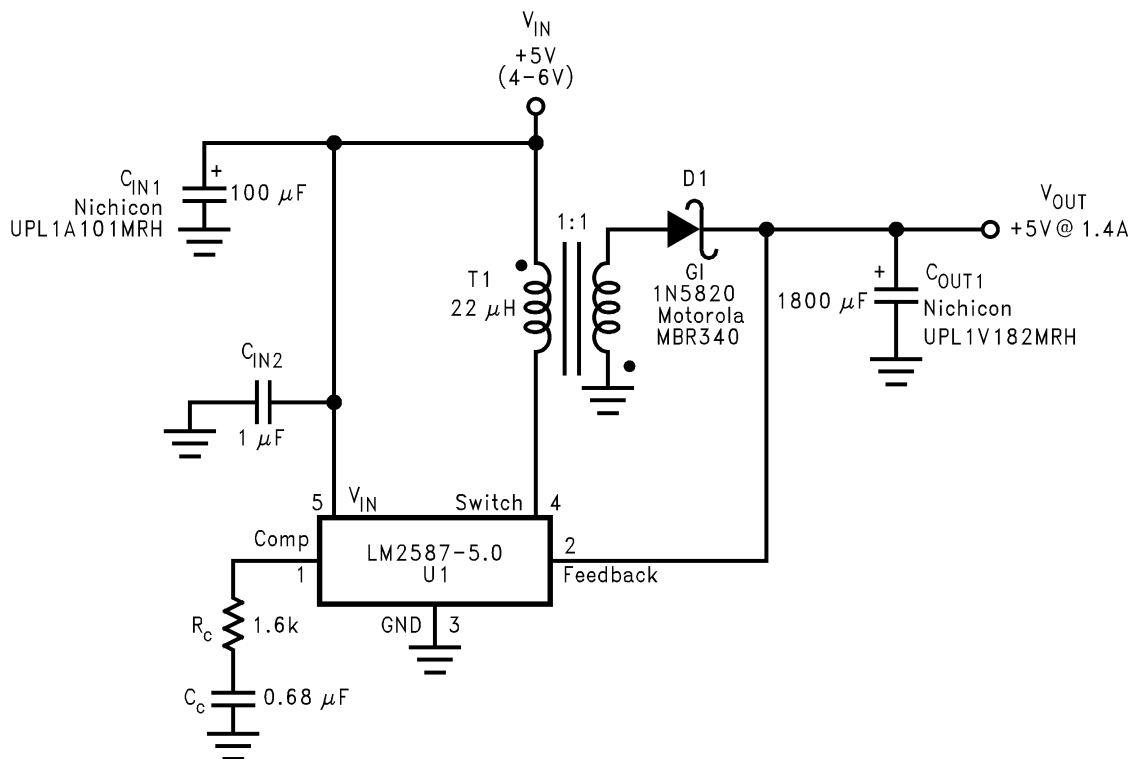 V_IN
+5V
(4-6V)
C_IN1
Nichicon
UPL1A101MRH
+
100 µF
T1
22 µH
1:1
D1
GI
1N5820
Motorola
MBR340
V_OUT
+5V @ 1.4A
+
1800 µF
C_OUT1
Nichicon
UPL1V182MRH
C_IN2
1 µF
5
V_IN
Switch
4
Comp
1
LM2587-5.0
U1
2
Feedback
GND
3
R_c
1.6k
C_c
0.68 µF